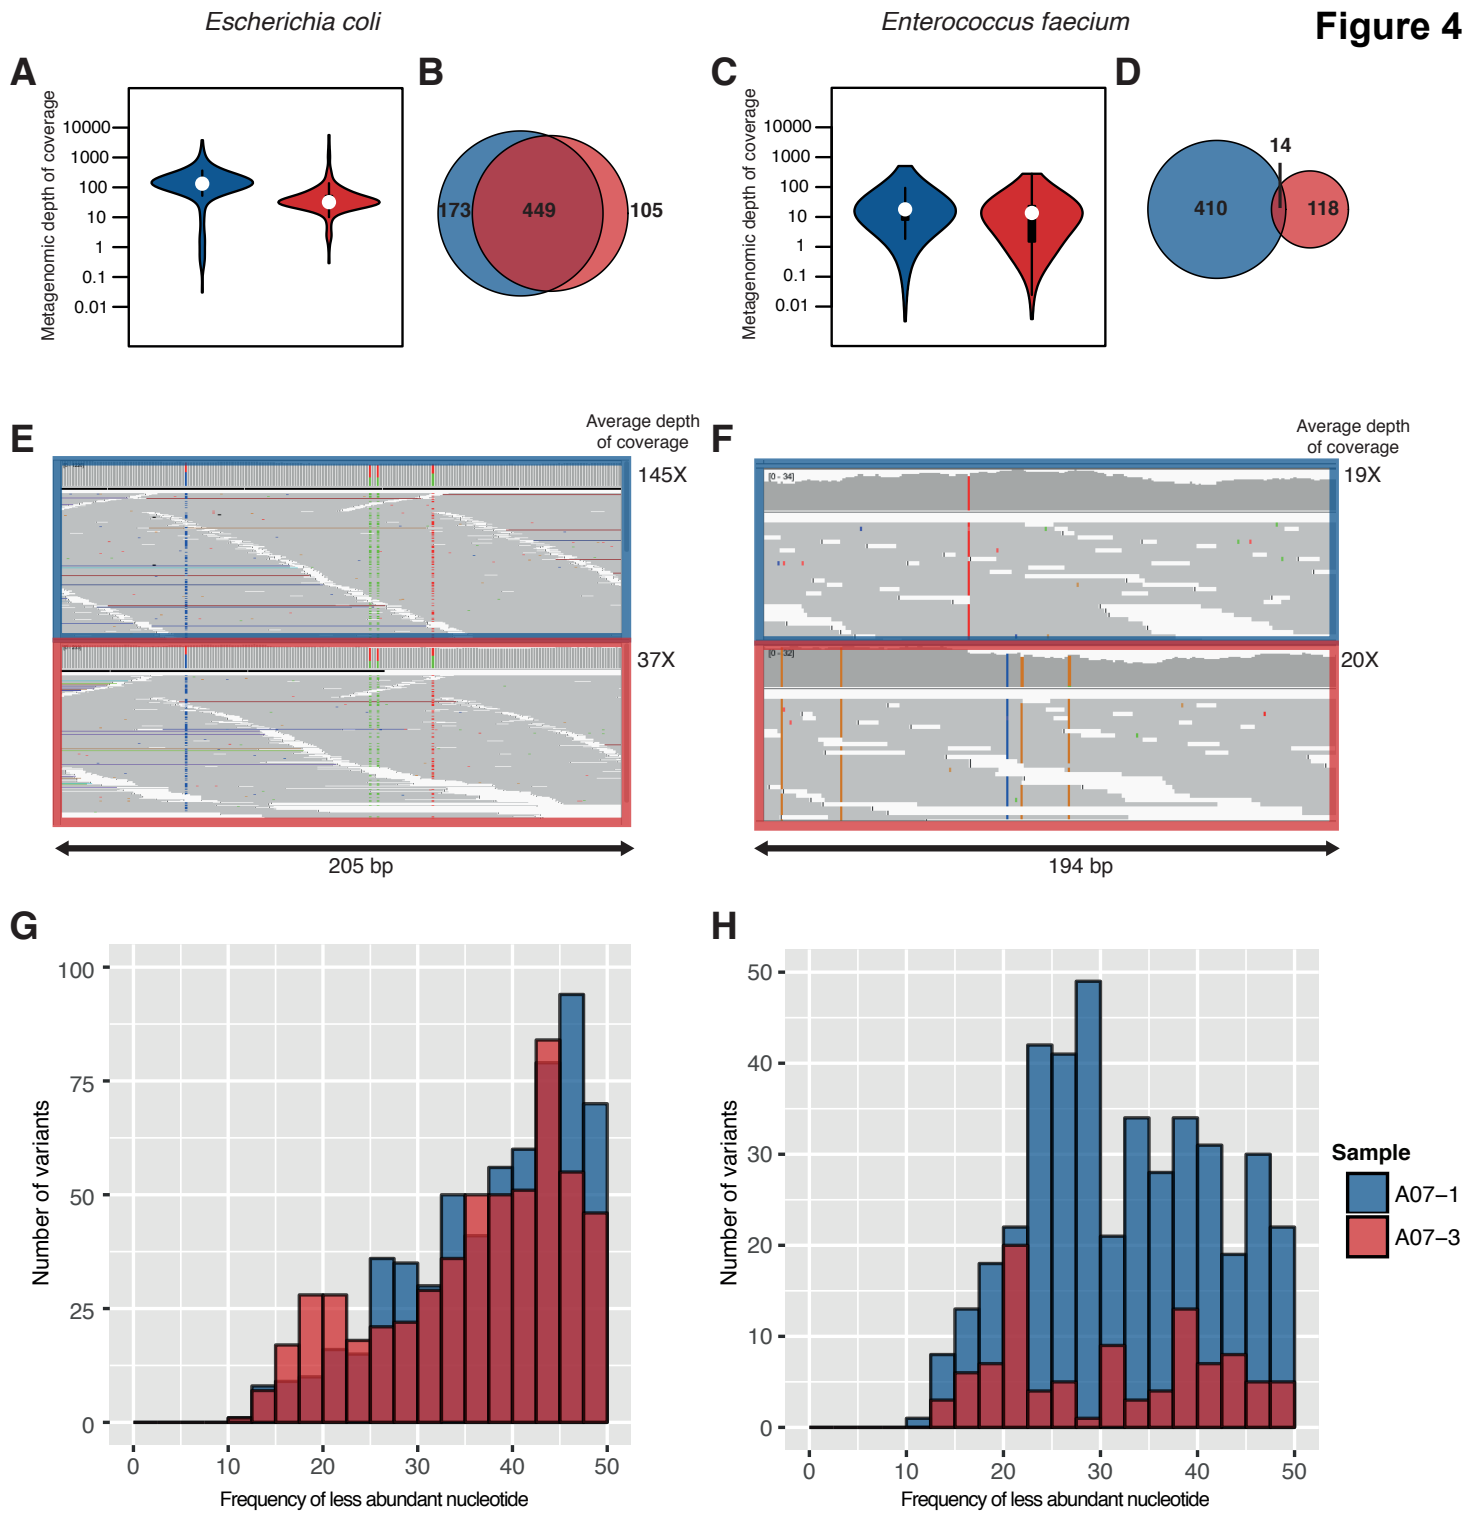 Escherichia coli
Enterococcus faecium
Figure 4
A
B
C
D
Metagenomic depth of coverage
10000
1000
100
10
1
0.1
0.01
173
449
105
Metagenomic depth of coverage
10000
1000
100
10
1
0.1
0.01
14
410
118
E
Average depth
of coverage
145X
37X
205 bp
F
Average depth
of coverage
[0 - 34]
19X
[0 - 32]
20X
194 bp
G
Number of variants
100
75
50
25
0
0
10
20
30
40
50
Frequency of less abundant nucleotide
H
Number of variants
50
40
30
20
10
0
0
10
20
30
40
50
Frequency of less abundant nucleotide
Sample
A07-1
A07-3